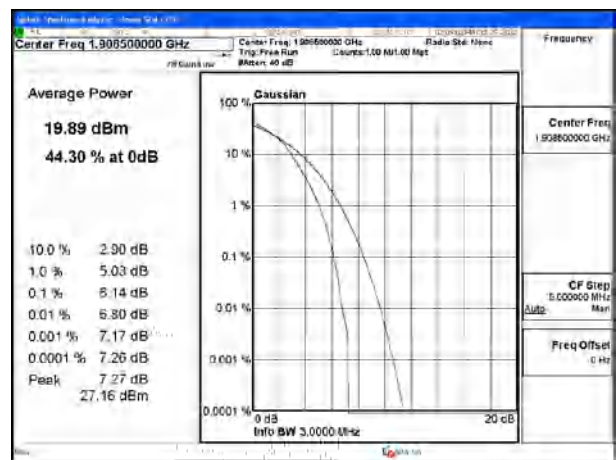 Center Freq 1.908500000 GHz
Center Freq: 1.908500000 GHz
Radio Std: None
Trig: Free Run
Counts:1.00 M/1.00 Mpt
#Atten: 40 dB
Frequency
Average Power
19.89 dBm
44.30 % at 0dB
10.0 % 2.90 dB
1.0 % 5.03 dB
0.1 % 6.14 dB
0.01 % 6.80 dB
0.001 % 7.17 dB
0.0001 % 7.26 dB
Peak 7.27 dB
27.16 dBm
Gaussian
100 %
10 %
1 %
0.1 %
0.01 %
0.001 %
0.0001 %
0 dB
20 dB
Info BW 3.0000 MHz
Center Freq
1.908500000 GHz
CF Step
5.000000 MHz
Auto Man
Freq Offset
0 Hz